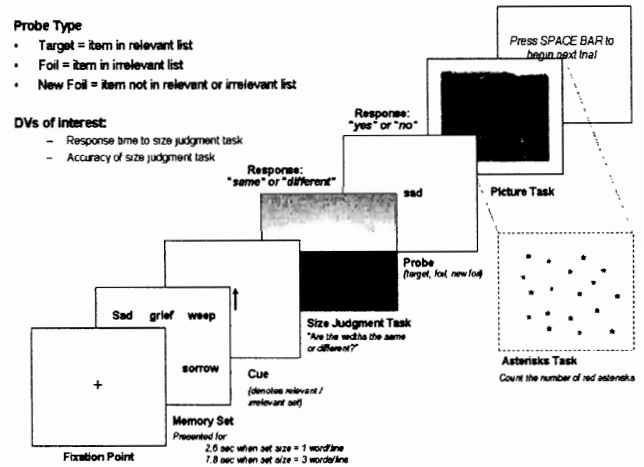 Probe Type
• Target = item in relevant list
• Foil = item in irrelevant list
• New Foil = item not in relevant or irrelevant list
DVs of Interest:
– Response time to size judgment task
– Accuracy of size judgment task
Press SPACE BAR to
begin next trial
Response:
"yes" or "no"
Picture Task
Response:
"same" or "different"
sad
Probe
(target, foil, new foil)
Size Judgment Task
"Are the widths the same
or different?"
Asterisks Task
Count the number of red asterisks
Sad grief weep
sorrow
Cue
(denotes relevant /
irrelevant set)
+
Memory Set
Presented for
2.6 sec when set size = 1 word/line
7.8 sec when set size = 3 words/line
Fixation Point